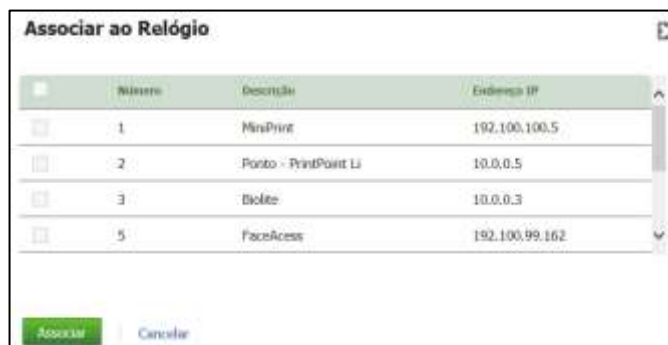 Associar ao Relógio
Número Descrição Endereço IP
1 MiniPrint 192.100.100.5
2 Ponto - PrintPoint Li 10.0.0.5
3 Biolite 10.0.0.3
5 FaceAcess 192.100.99.162
Associar Cancelar